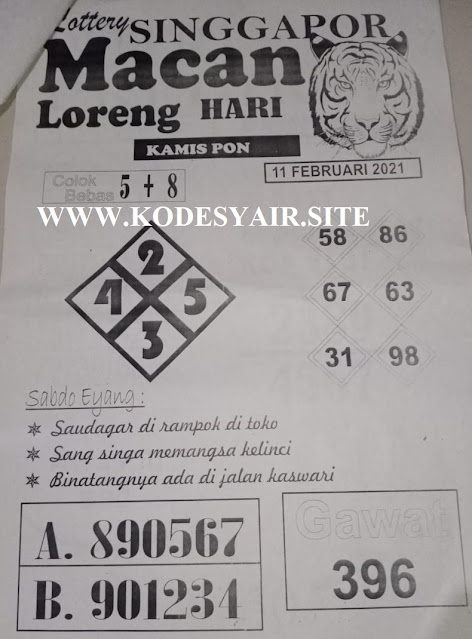 Lottery SINGGAPOR
Macan
Loreng HARI
KAMIS PON
11 FEBRUARI 2021
Colok
Bebas 5 + 8
WWW.KODESYAIR.SITE
2
4 5
3
58 86
67 63
31 98
Sabdo Eyang :
✴ Saudagar di rampok di toko
✴ Sang singa memangsa kelinci
✴ Binatangnya ada di jalan kaswari
A. 890567
B. 901234
Gawat
396